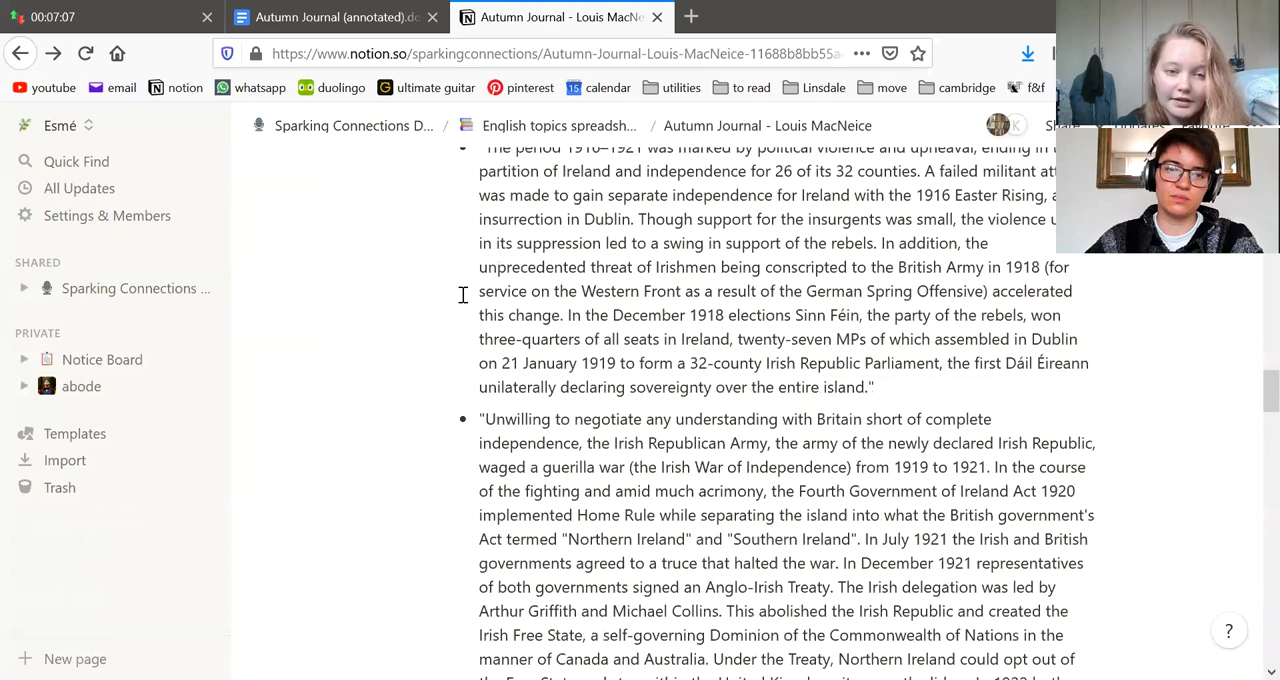 00:07:07
Autumn Journal (annotated).do
Autumn Journal - Louis MacNe
https://www.notion.so/sparkingconnections/Autumn-Journal-Louis-MacNeice-11688b8bb55a
youtube
email
notion
whatsapp
duolingo
ultimate guitar
pinterest
calendar
utilities
to read
Linsdale
move
cambridge
f&f
Esmé
Sparking Connections D...
/
English topics spreadsh...
/
Autumn Journal - Louis MacNeice
K
Quick Find
All Updates
Settings & Members
SHARED
Sparking Connections ...
PRIVATE
Notice Board
abode
Templates
Import
Trash
New page
"The period 1916–1921 was marked by political violence and upheaval, ending in
partition of Ireland and independence for 26 of its 32 counties. A failed militant
was made to gain separate independence for Ireland with the 1916 Easter Rising,
insurrection in Dublin. Though support for the insurgents was small, the violence
in its suppression led to a swing in support of the rebels. In addition, the
unprecedented threat of Irishmen being conscripted to the British Army in 1918 (for
service on the Western Front as a result of the German Spring Offensive) accelerated
this change. In the December 1918 elections Sinn Féin, the party of the rebels, won
three-quarters of all seats in Ireland, twenty-seven MPs of which assembled in Dublin
on 21 January 1919 to form a 32-county Irish Republic Parliament, the first Dáil Éireann
unilaterally declaring sovereignty over the entire island."
"Unwilling to negotiate any understanding with Britain short of complete
independence, the Irish Republican Army, the army of the newly declared Irish Republic,
waged a guerilla war (the Irish War of Independence) from 1919 to 1921. In the course
of the fighting and amid much acrimony, the Fourth Government of Ireland Act 1920
implemented Home Rule while separating the island into what the British government's
Act termed "Northern Ireland" and "Southern Ireland". In July 1921 the Irish and British
governments agreed to a truce that halted the war. In December 1921 representatives
of both governments signed an Anglo-Irish Treaty. The Irish delegation was led by
Arthur Griffith and Michael Collins. This abolished the Irish Republic and created the
Irish Free State, a self-governing Dominion of the Commonwealth of Nations in the
manner of Canada and Australia. Under the Treaty, Northern Ireland could opt out of
?